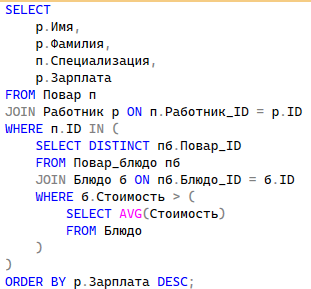 SELECT
    р.Имя,
    р.Фамилия,
    п.Специализация,
    р.Зарплата
FROM Повар п
JOIN Работник р ON п.Работник_ID = р.ID
WHERE п.ID IN (
    SELECT DISTINCT пб.Повар_ID
    FROM Повар_блюдо пб
    JOIN Блюдо б ON пб.Блюдо_ID = б.ID
    WHERE б.Стоимость > (
        SELECT AVG(Стоимость)
        FROM Блюдо
    )
)
ORDER BY р.Зарплата DESC;